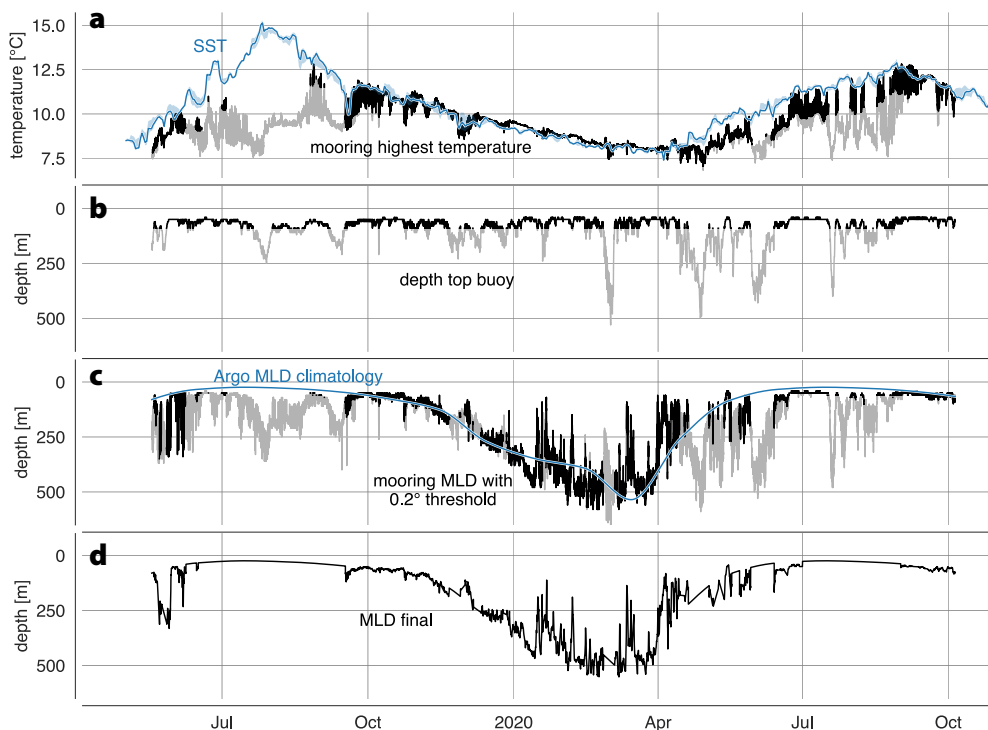 a
temperature [°C]
15.0
12.5
10.0
7.5
SST
mooring highest temperature
b
depth [m]
0
250
500
depth top buoy
c
depth [m]
0
250
500
Argo MLD climatology
mooring MLD with
0.2° threshold
d
depth [m]
0
250
500
MLD final
Jul
Oct
2020
Apr
Jul
Oct